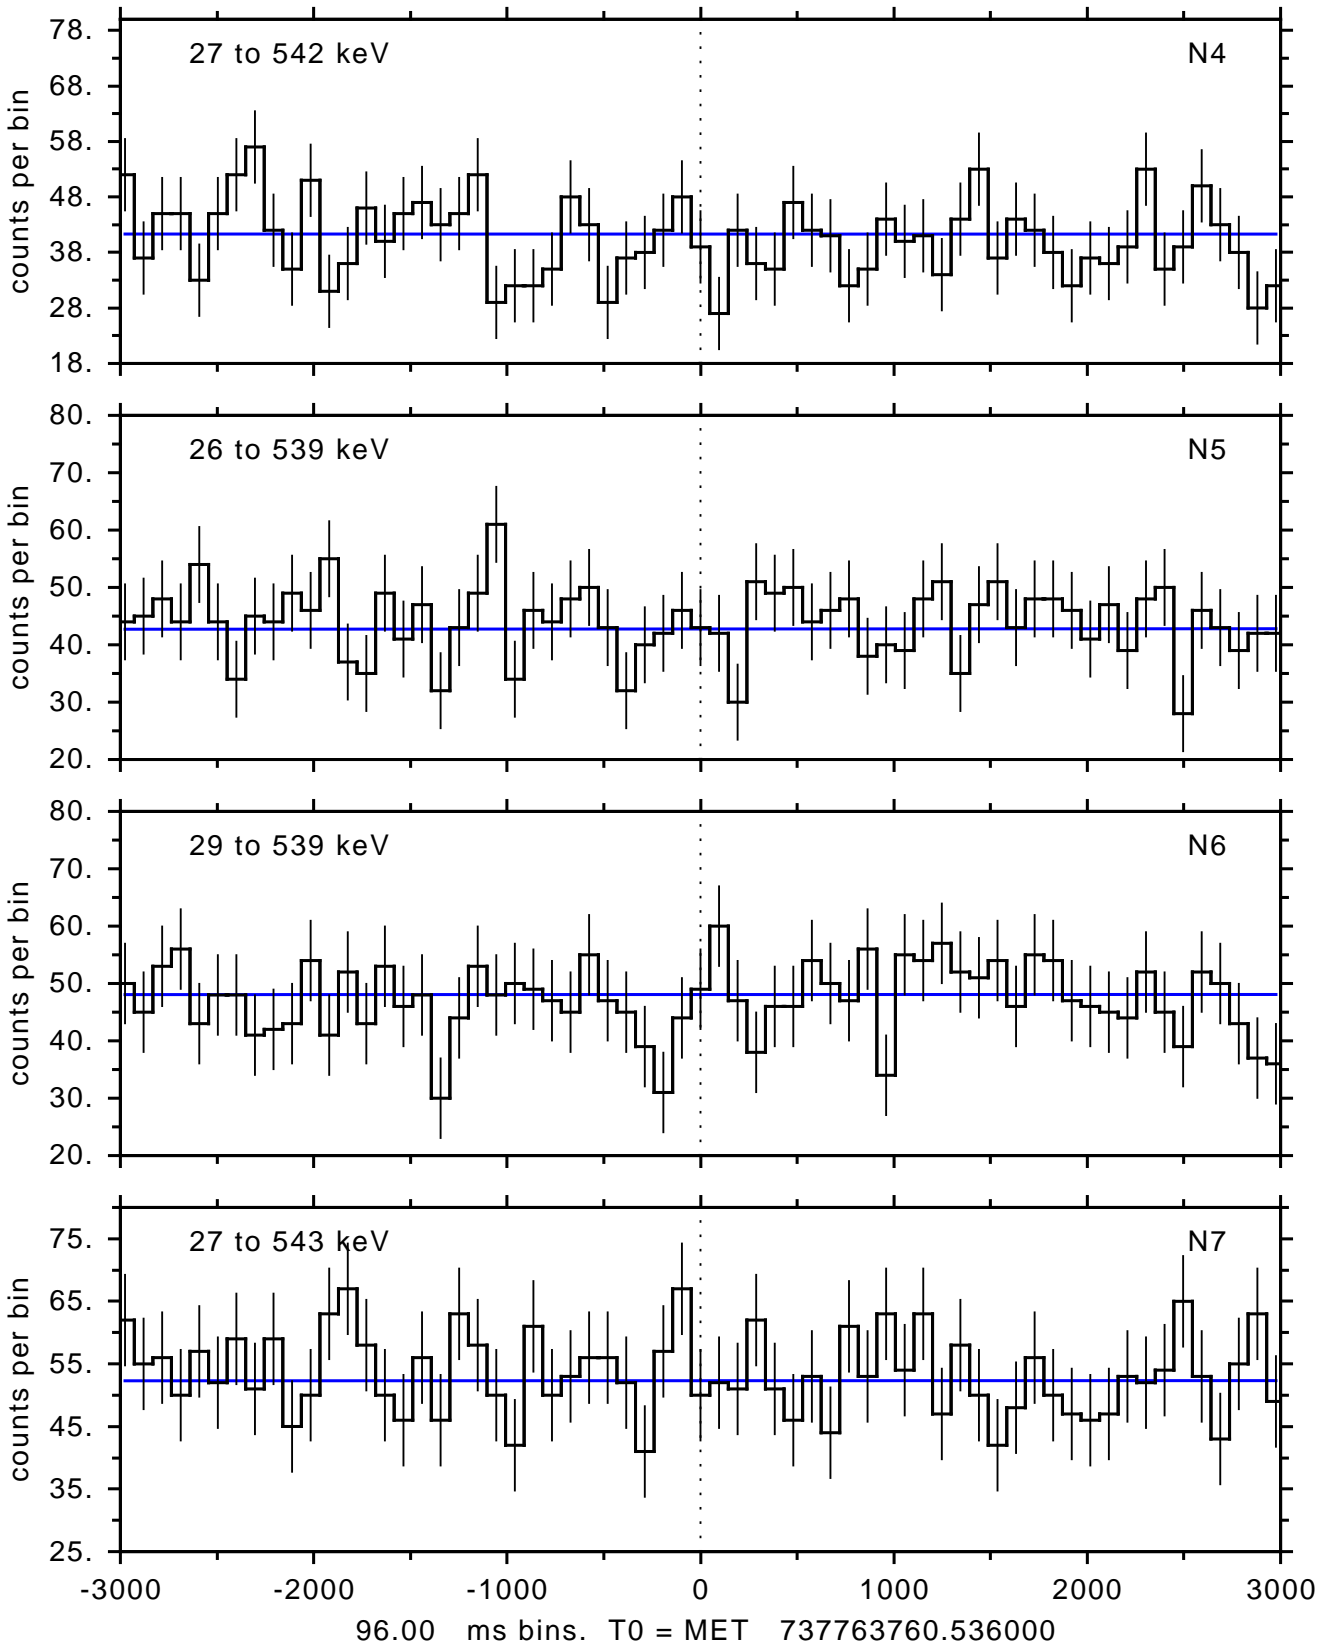 78.
27 to 542 keV N4
68.
58.
48.
38.
28.
18.
counts per bin
80.
26 to 539 keV N5
70.
60.
50.
40.
30.
20.
counts per bin
80.
29 to 539 keV N6
70.
60.
50.
40.
30.
20.
counts per bin
75.
27 to 543 keV N7
65.
55.
45.
35.
25.
counts per bin
-3000 -2000 -1000 0 1000 2000 3000
96.00 ms bins. T0 = MET 737763760.536000